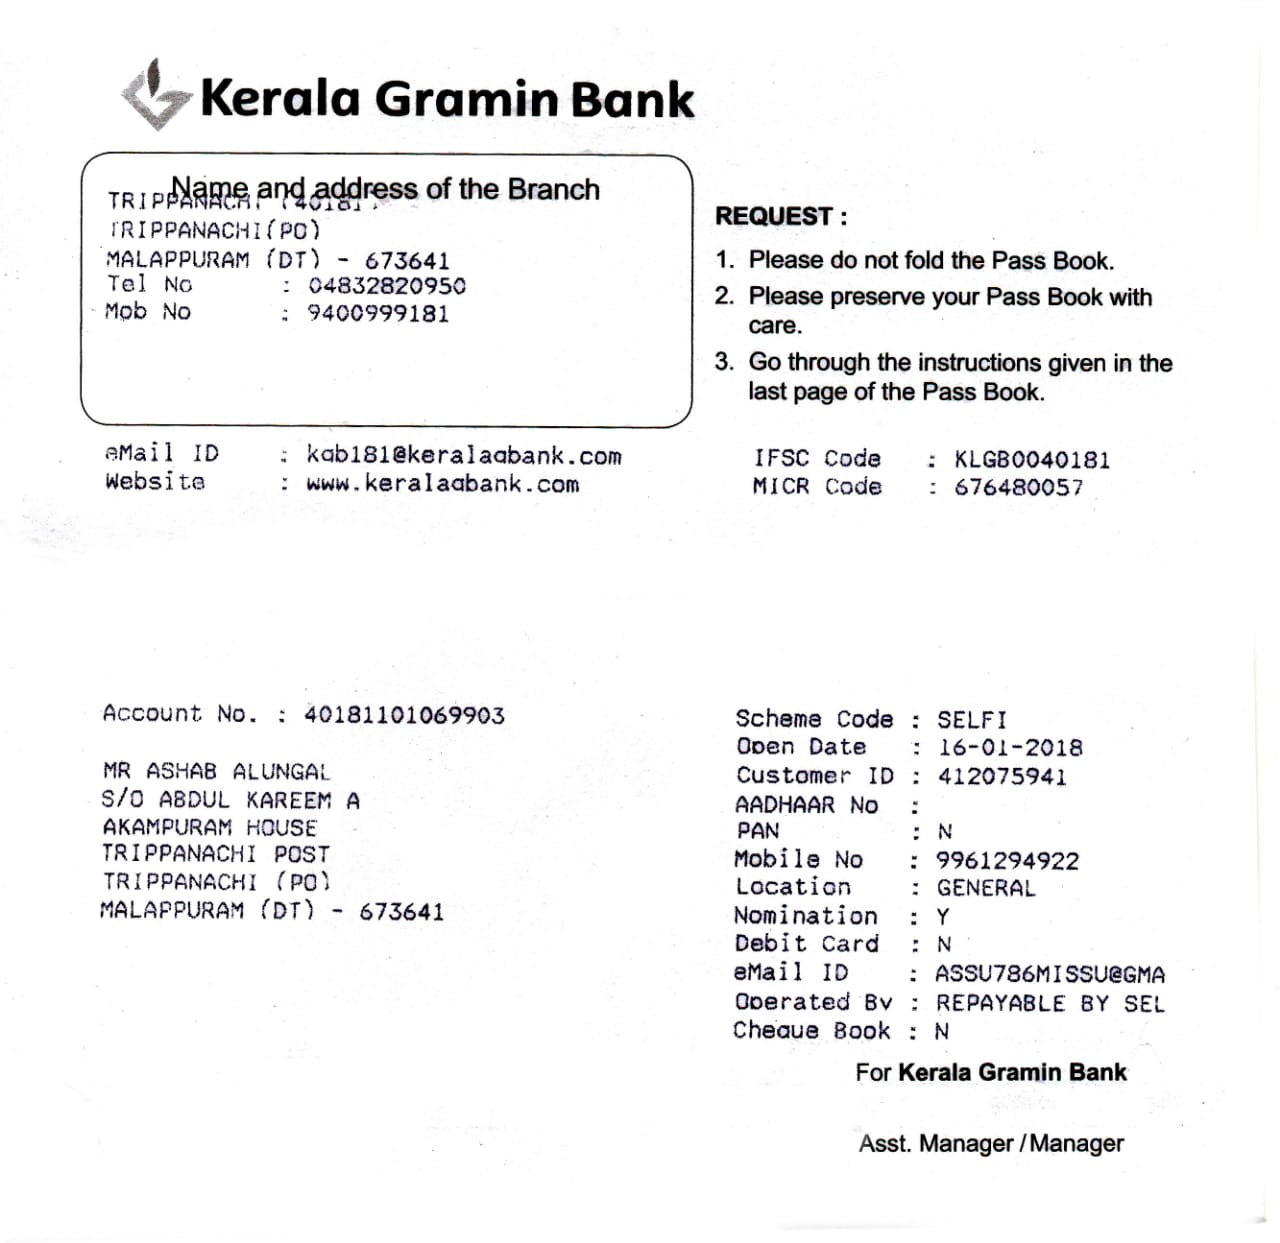 Kerala Gramin Bank
Name and address of the Branch
TRIPPANACHI (40181)
TRIPPANACHI(PO)
MALAPPURAM (DT) - 673641
Tel No : 04832820950
Mob No : 9400999181
REQUEST :
1. Please do not fold the Pass Book.
2. Please preserve your Pass Book with
care.
3. Go through the instructions given in the
last page of the Pass Book.
eMail ID : kgb181@keralagbank.com
Website : www.keralagbank.com
IFSC Code : KLGB0040181
MICR Code : 676480057
Account No. : 40181101069903
MR ASHAB ALUNGAL
S/O ABDUL KAREEM A
AKAMPURAM HOUSE
TRIPPANACHI POST
TRIPPANACHI (PO)
MALAPPURAM (DT) - 673641
Scheme Code : SELFI
Open Date : 16-01-2018
Customer ID : 412075941
AADHAAR No :
PAN : N
Mobile No : 9961294922
Location : GENERAL
Nomination : Y
Debit Card : N
eMail ID : ASSU786MISSU@GMA
Operated By : REPAYABLE BY SEL
Cheque Book : N
For Kerala Gramin Bank
Asst. Manager / Manager